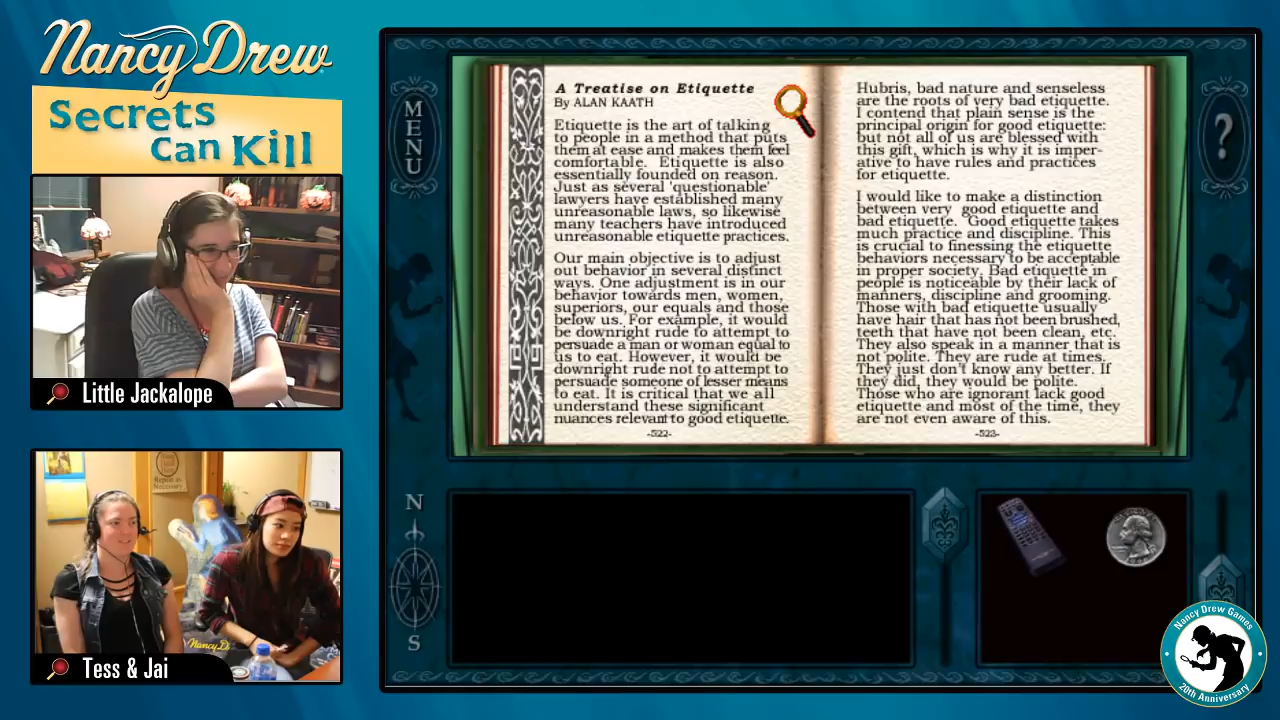 Nancy Drew
Secrets
Can Kill
Little Jackalope
Tess & Jai
Nancy D
MENU
?
N
S
A Treatise on Etiquette
By ALAN KAATH
Etiquette is the art of talking
to people in a method that puts
them at ease and makes them feel
comfortable. Etiquette is also
essentially founded on reason.
Just as several 'questionable'
lawyers have established many
unreasonable laws, so likewise
many teachers have introduced
unreasonable etiquette practices.
Our main objective is to adjust
out behavior in several distinct
ways. One adjustment is in our
behavior towards men, women,
superiors, our equals and those
below us. For example, it would
be downright rude to attempt to
persuade a man or woman equal to
us to eat. However, it would be
downright rude not to attempt to
persuade someone of lesser means
to eat. It is critical that we all
understand these significant
nuances relevant to good etiquette.
-522-
Hubris, bad nature and senseless
are the roots of very bad etiquette.
I contend that plain sense is the
principal origin for good etiquette:
but not all of us are blessed with
this gift, which is why it is imper-
ative to have rules and practices
for etiquette.
I would like to make a distinction
between very good etiquette and
bad etiquette. Good etiquette takes
much practice and discipline. This
is crucial to finessing the etiquette
behaviors necessary to be acceptable
in proper society. Bad etiquette in
people is noticeable by their lack of
manners, discipline and grooming.
Those with bad etiquette usually
have hair that has not been brushed,
teeth that have not been clean, etc.
They also speak in a manner that is
not polite. They are rude at times.
They just don't know any better. If
they did, they would be polite.
Those who are ignorant lack good
etiquette and most of the time, they
are not even aware of this.
-523-
Nancy Drew Games
20th Anniversary